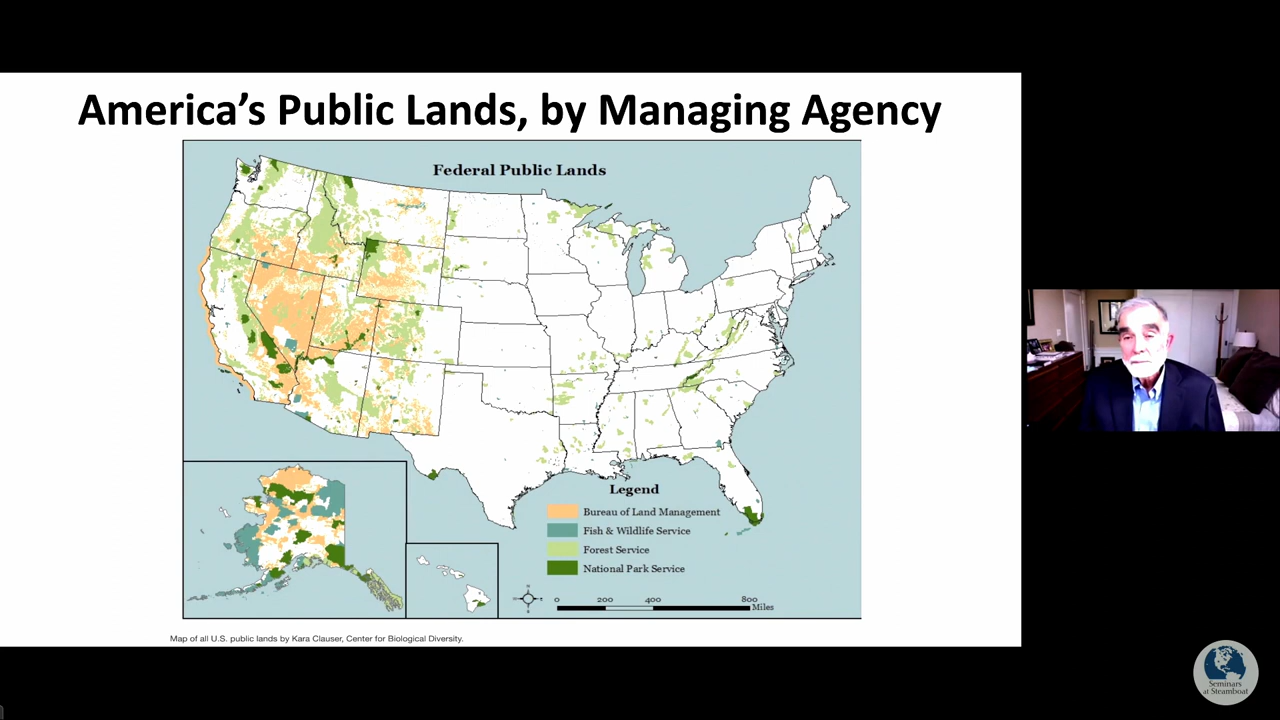 America's Public Lands, by Managing Agency
Federal Public Lands
Legend
Bureau of Land Management
Fish & Wildlife Service
Forest Service
National Park Service
0 200 400 800
Miles
Map of all U.S. public lands by Kara Clauser, Center for Biological Diversity.
Seminars
at Steamboat